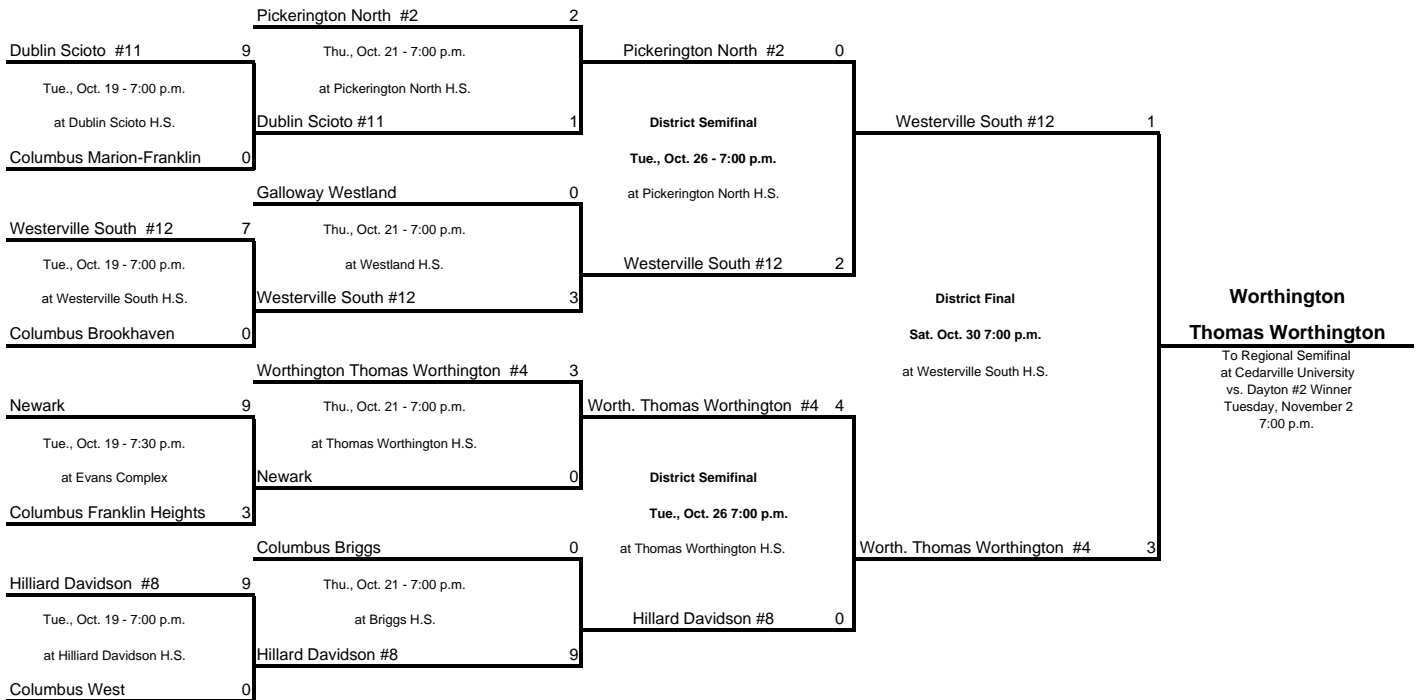 Pickerington North #2 2
Dublin Scioto #11 9
Thu., Oct. 21 - 7:00 p.m.
Pickerington North #2 0
Tue., Oct. 19 - 7:00 p.m.
at Pickerington North H.S.
at Dublin Scioto H.S.
Dublin Scioto #11 1
District Semifinal
Westerville South #12 1
Columbus Marion-Franklin 0
Tue., Oct. 26 - 7:00 p.m.
Galloway Westland 0
at Pickerington North H.S.
Westerville South #12 7
Thu., Oct. 21 - 7:00 p.m.
Tue., Oct. 19 - 7:00 p.m.
at Westland H.S.
Westerville South #12 2
at Westerville South H.S.
Westerville South #12 3
District Final
Worthington
Columbus Brookhaven 0
Sat. Oct. 30 7:00 p.m.
Thomas Worthington
To Regional Semifinal
at Cedarville University
vs. Dayton #2 Winner
Tuesday, November 2
7:00 p.m.
Worthington Thomas Worthington #4 3
at Westerville South H.S.
Newark 9
Thu., Oct. 21 - 7:00 p.m.
Worth. Thomas Worthington #4 4
Tue., Oct. 19 - 7:30 p.m.
at Thomas Worthington H.S.
at Evans Complex
Newark 0
District Semifinal
Columbus Franklin Heights 3
Tue., Oct. 26 7:00 p.m.
Columbus Briggs 0
at Thomas Worthington H.S.
Worth. Thomas Worthington #4 3
Hilliard Davidson #8 9
Thu., Oct. 21 - 7:00 p.m.
Tue., Oct. 19 - 7:00 p.m.
at Briggs H.S.
Hillard Davidson #8 0
at Hilliard Davidson H.S.
Hillard Davidson #8 9
Columbus West 0